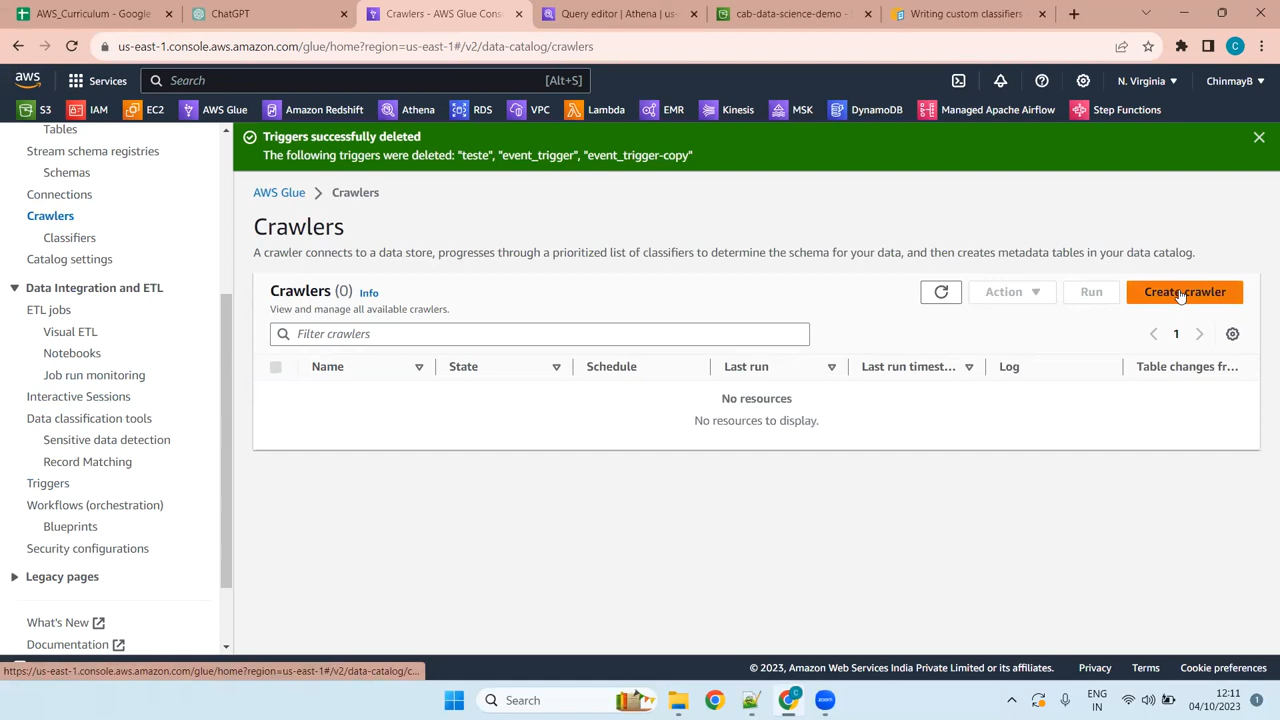 AWS_Curriculum - Google
ChatGPT
Crawlers - AWS Glue Cons
Query editor | Athena | us-eas
cab-data-science-demo -
Writing custom classifiers
us-east-1.console.aws.amazon.com/glue/home?region=us-east-1#/v2/data-catalog/crawlers
C
aws
Services
Search
[Alt+S]
N. Virginia
ChinmayB
S3
IAM
EC2
AWS Glue
Amazon Redshift
Athena
RDS
VPC
Lambda
EMR
Kinesis
MSK
DynamoDB
Managed Apache Airflow
Step Functions
Tables
Stream schema registries
Schemas
Connections
Crawlers
Classifiers
Catalog settings
Data Integration and ETL
ETL jobs
Visual ETL
Notebooks
Job run monitoring
Interactive Sessions
Data classification tools
Sensitive data detection
Record Matching
Triggers
Workflows (orchestration)
Blueprints
Security configurations
Legacy pages
What's New
Documentation
Triggers successfully deleted
The following triggers were deleted: "teste", "event_trigger", "event_trigger-copy"
AWS Glue
Crawlers
Crawlers
A crawler connects to a data store, progresses through a prioritized list of classifiers to determine the schema for your data, and then creates metadata tables in your data catalog.
Crawlers (0)
Info
View and manage all available crawlers.
Action
Run
Create crawler
Filter crawlers
1
Name
State
Schedule
Last run
Last run timest...
Log
Table changes fr...
No resources
No resources to display.
https://us-east-1.console.aws.amazon.com/glue/home?region=us-east-1#/v2/data-catalog/c...
© 2023, Amazon Web Services India Private Limited or its affiliates.
Privacy
Terms
Cookie preferences
Search
C
zoom
ENG
IN
12:11
04/10/2023
1